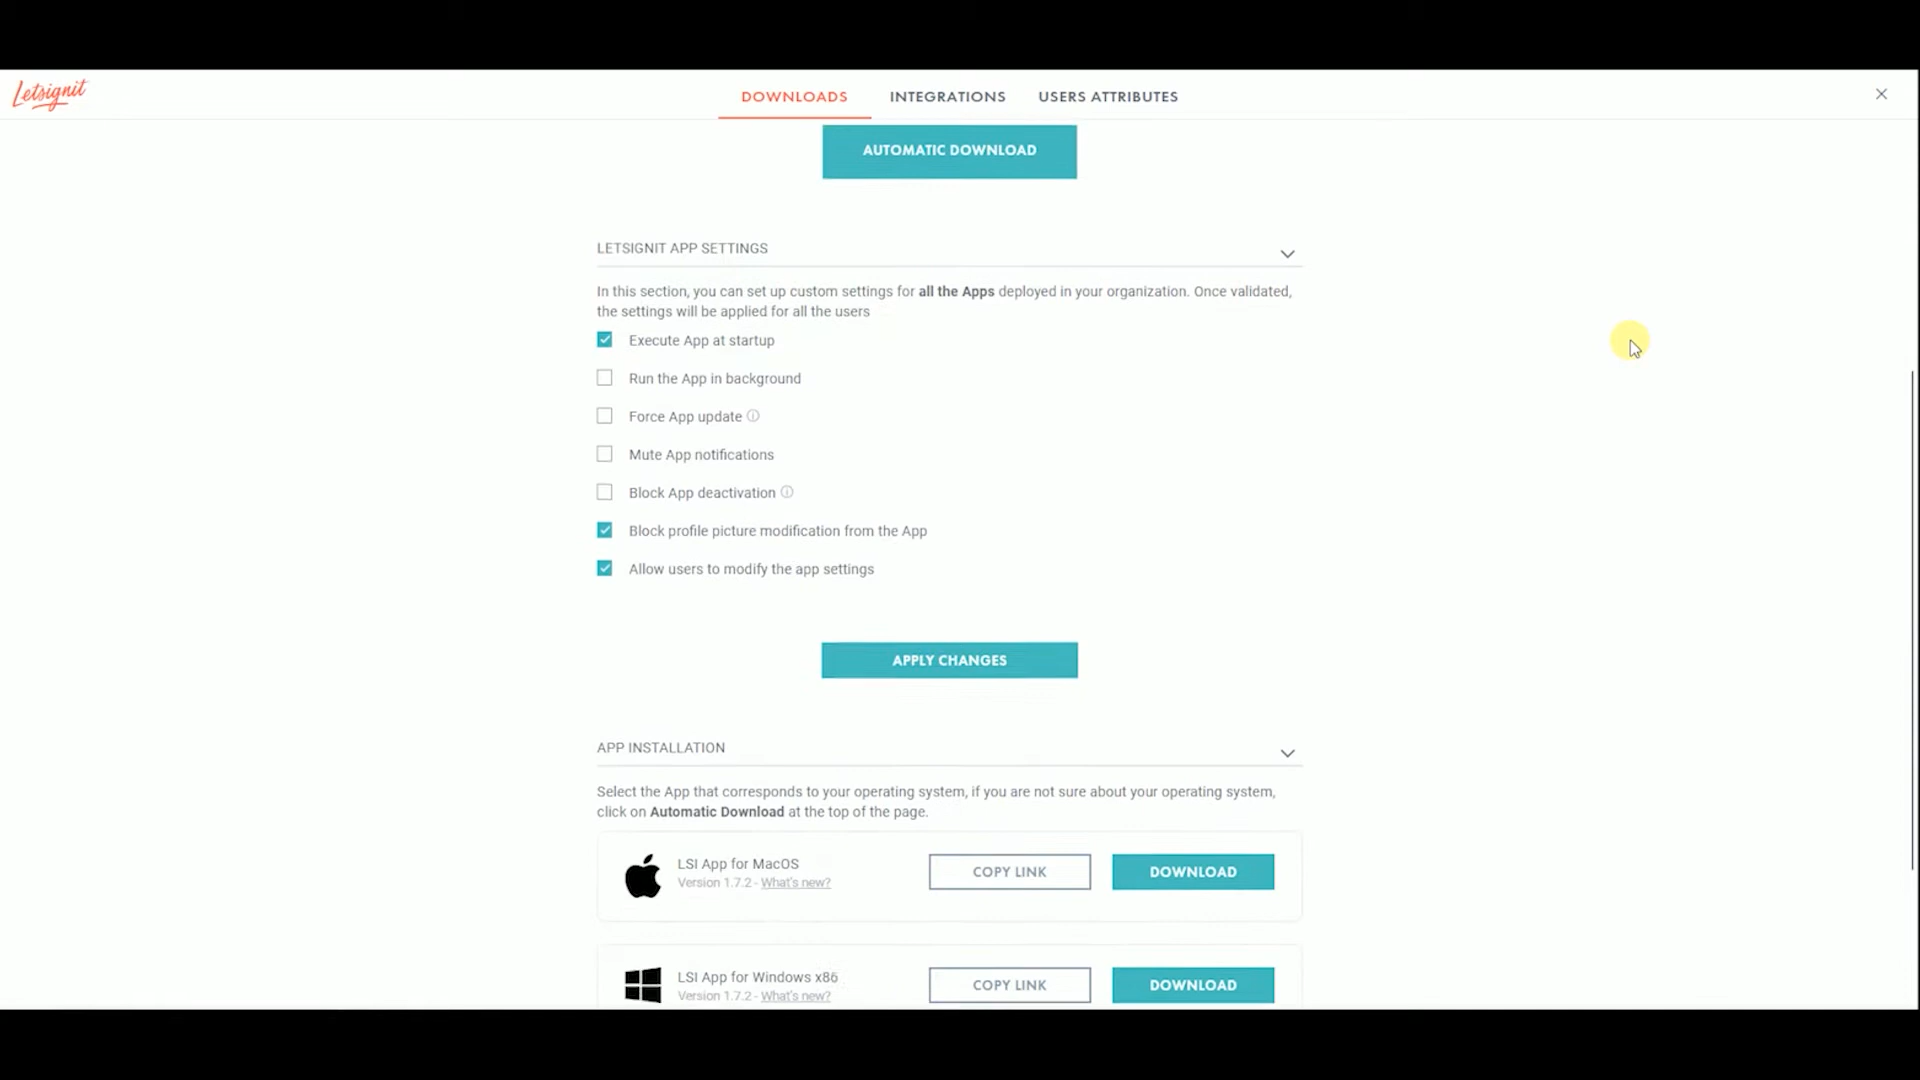 Letsignit
DOWNLOADS
INTEGRATIONS
USERS ATTRIBUTES
AUTOMATIC DOWNLOAD
LETSIGNIT APP SETTINGS
In this section, you can set up custom settings for all the Apps deployed in your organization. Once validated,
the settings will be applied for all the users
Execute App at startup
Run the App in background
Force App update
Mute App notifications
Block App deactivation
Block profile picture modification from the App
Allow users to modify the app settings
APPLY CHANGES
APP INSTALLATION
Select the App that corresponds to your operating system, if you are not sure about your operating system,
click on Automatic Download at the top of the page.
LSI App for MacOS
Version 1.7.2 - What's new?
COPY LINK
DOWNLOAD
LSI App for Windows x86
Version 1.7.2 - What's new?
COPY LINK
DOWNLOAD